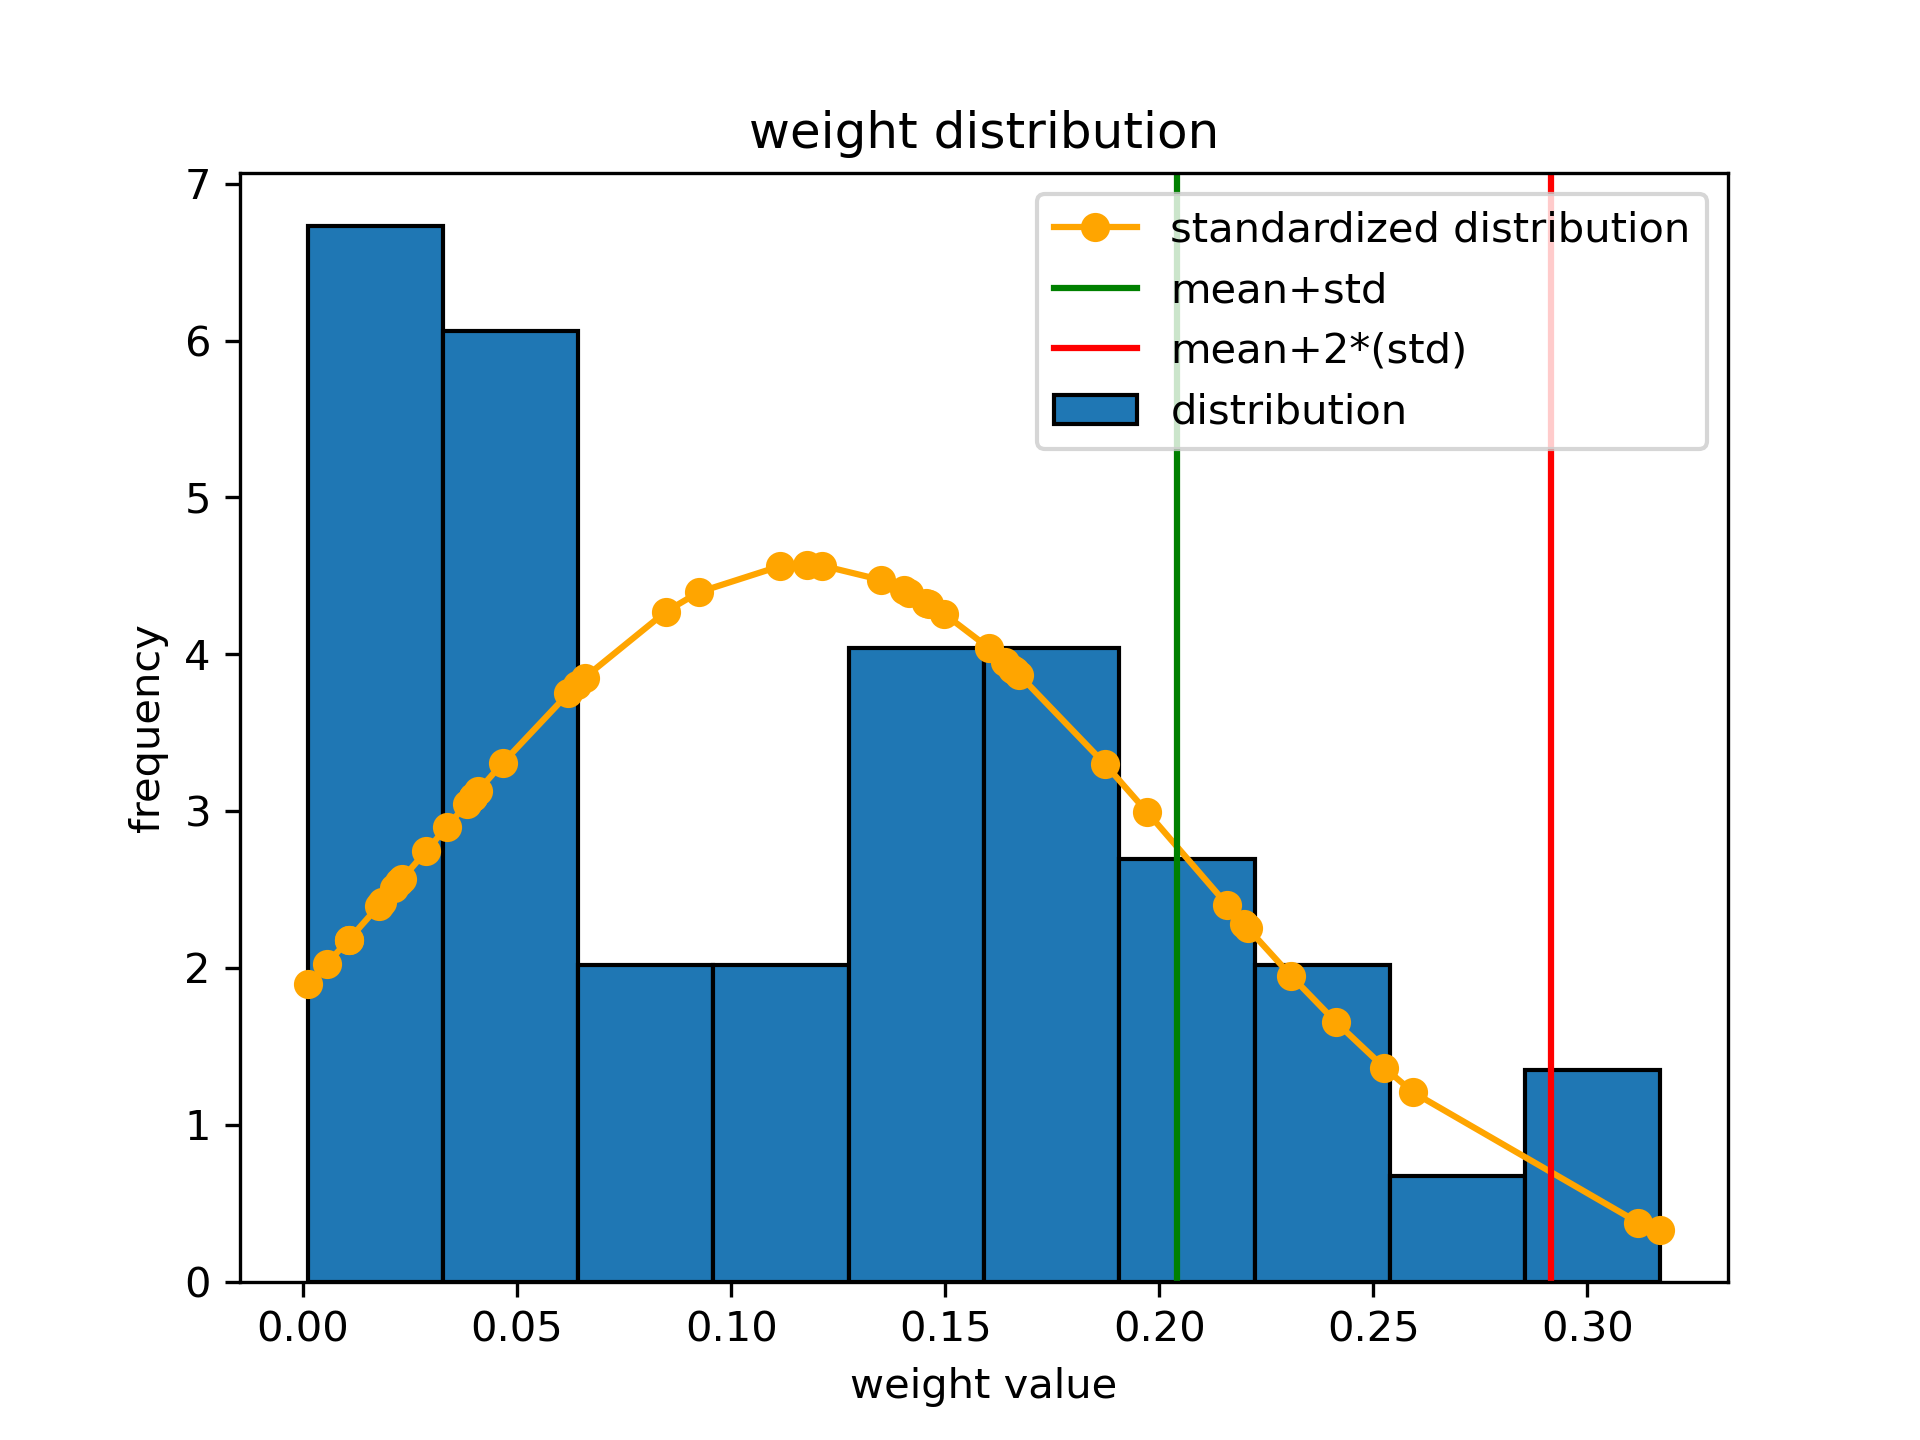 weight distribution
7
6
5
4
3
2
1
0
frequency
standardized distribution
mean+std
mean+2*(std)
distribution
0.00 0.05 0.10 0.15 0.20 0.25 0.30
weight value